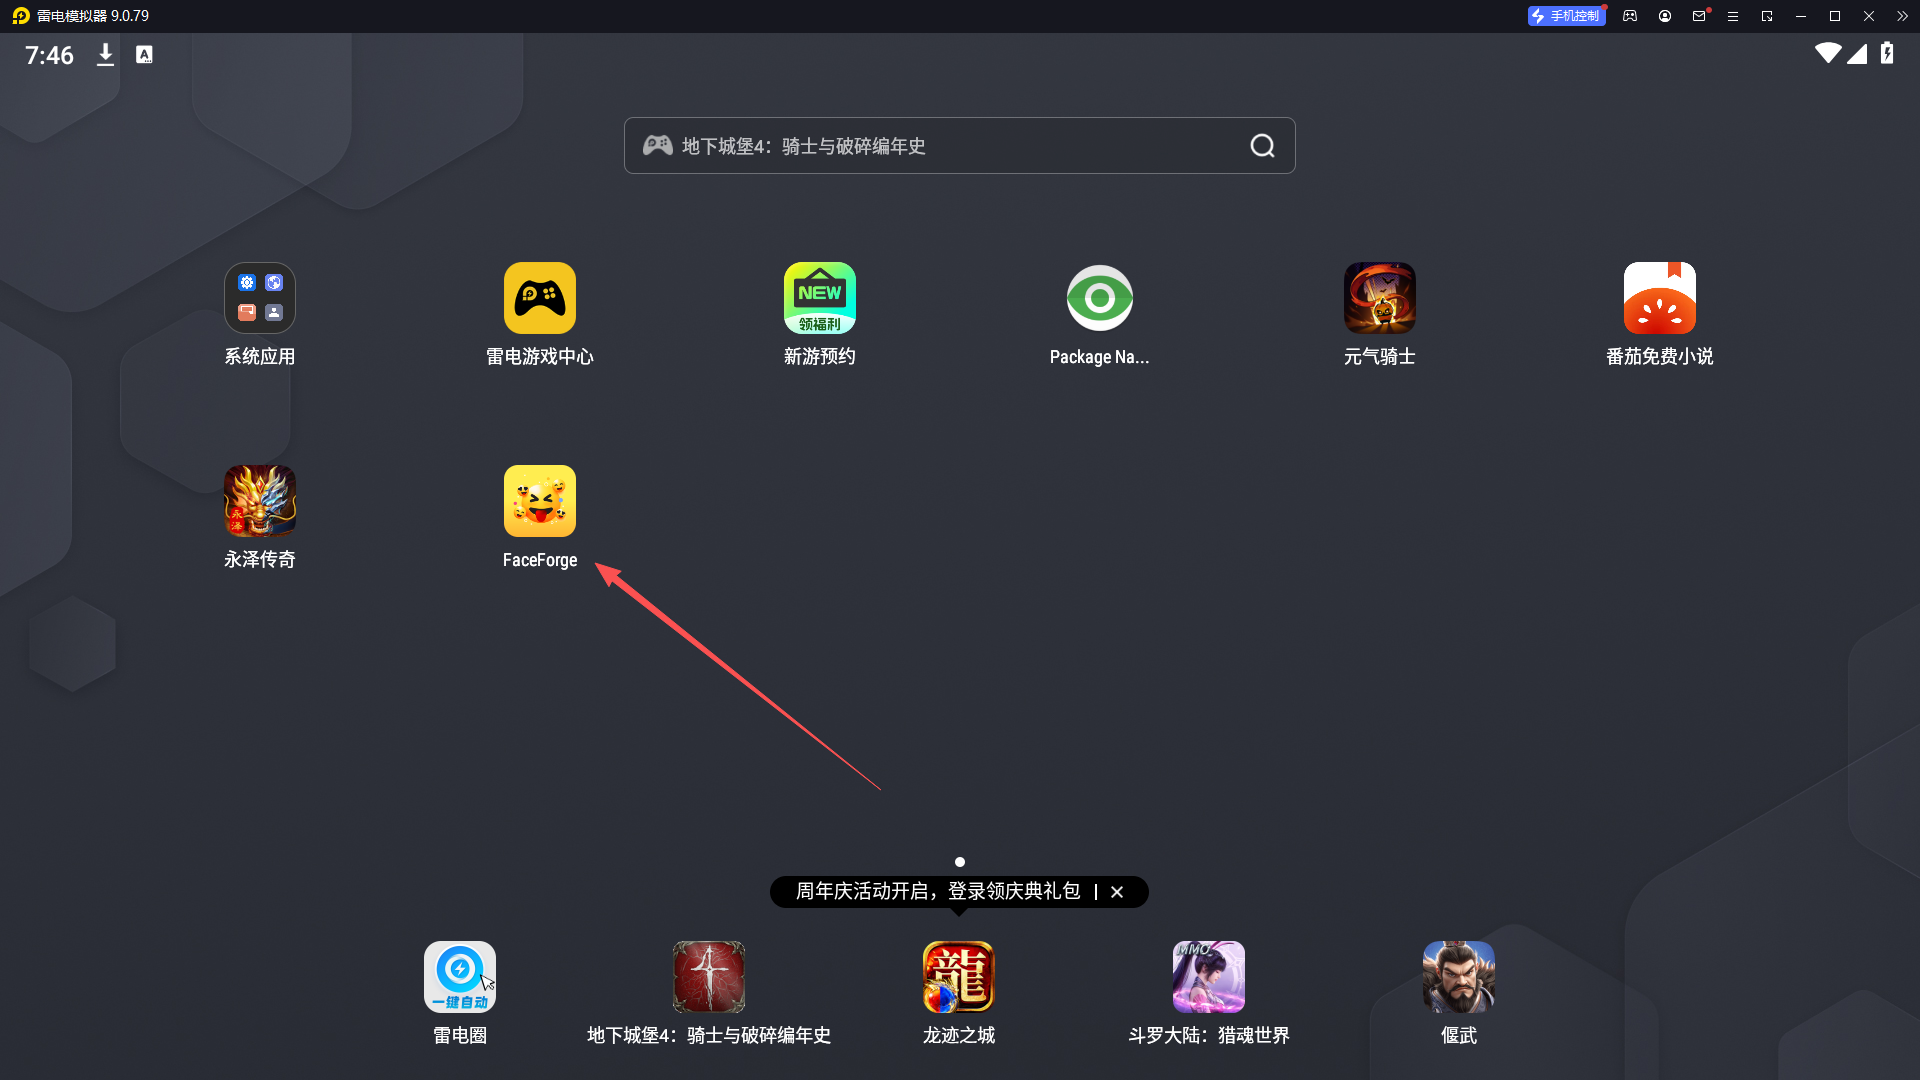 雷电模拟器 9.0.79
手机控制
7:46
A
地下城堡4：骑士与破碎编年史
NEW
领福利
系统应用
雷电游戏中心
新游预约
Package Na...
元气骑士
番茄免费小说
永泽
永泽传奇
FaceForge
周年庆活动开启，登录领庆典礼包
一键自动
龍
MMO
雷电圈
地下城堡4：骑士与破碎编年史
龙迹之城
斗罗大陆：猎魂世界
偃武